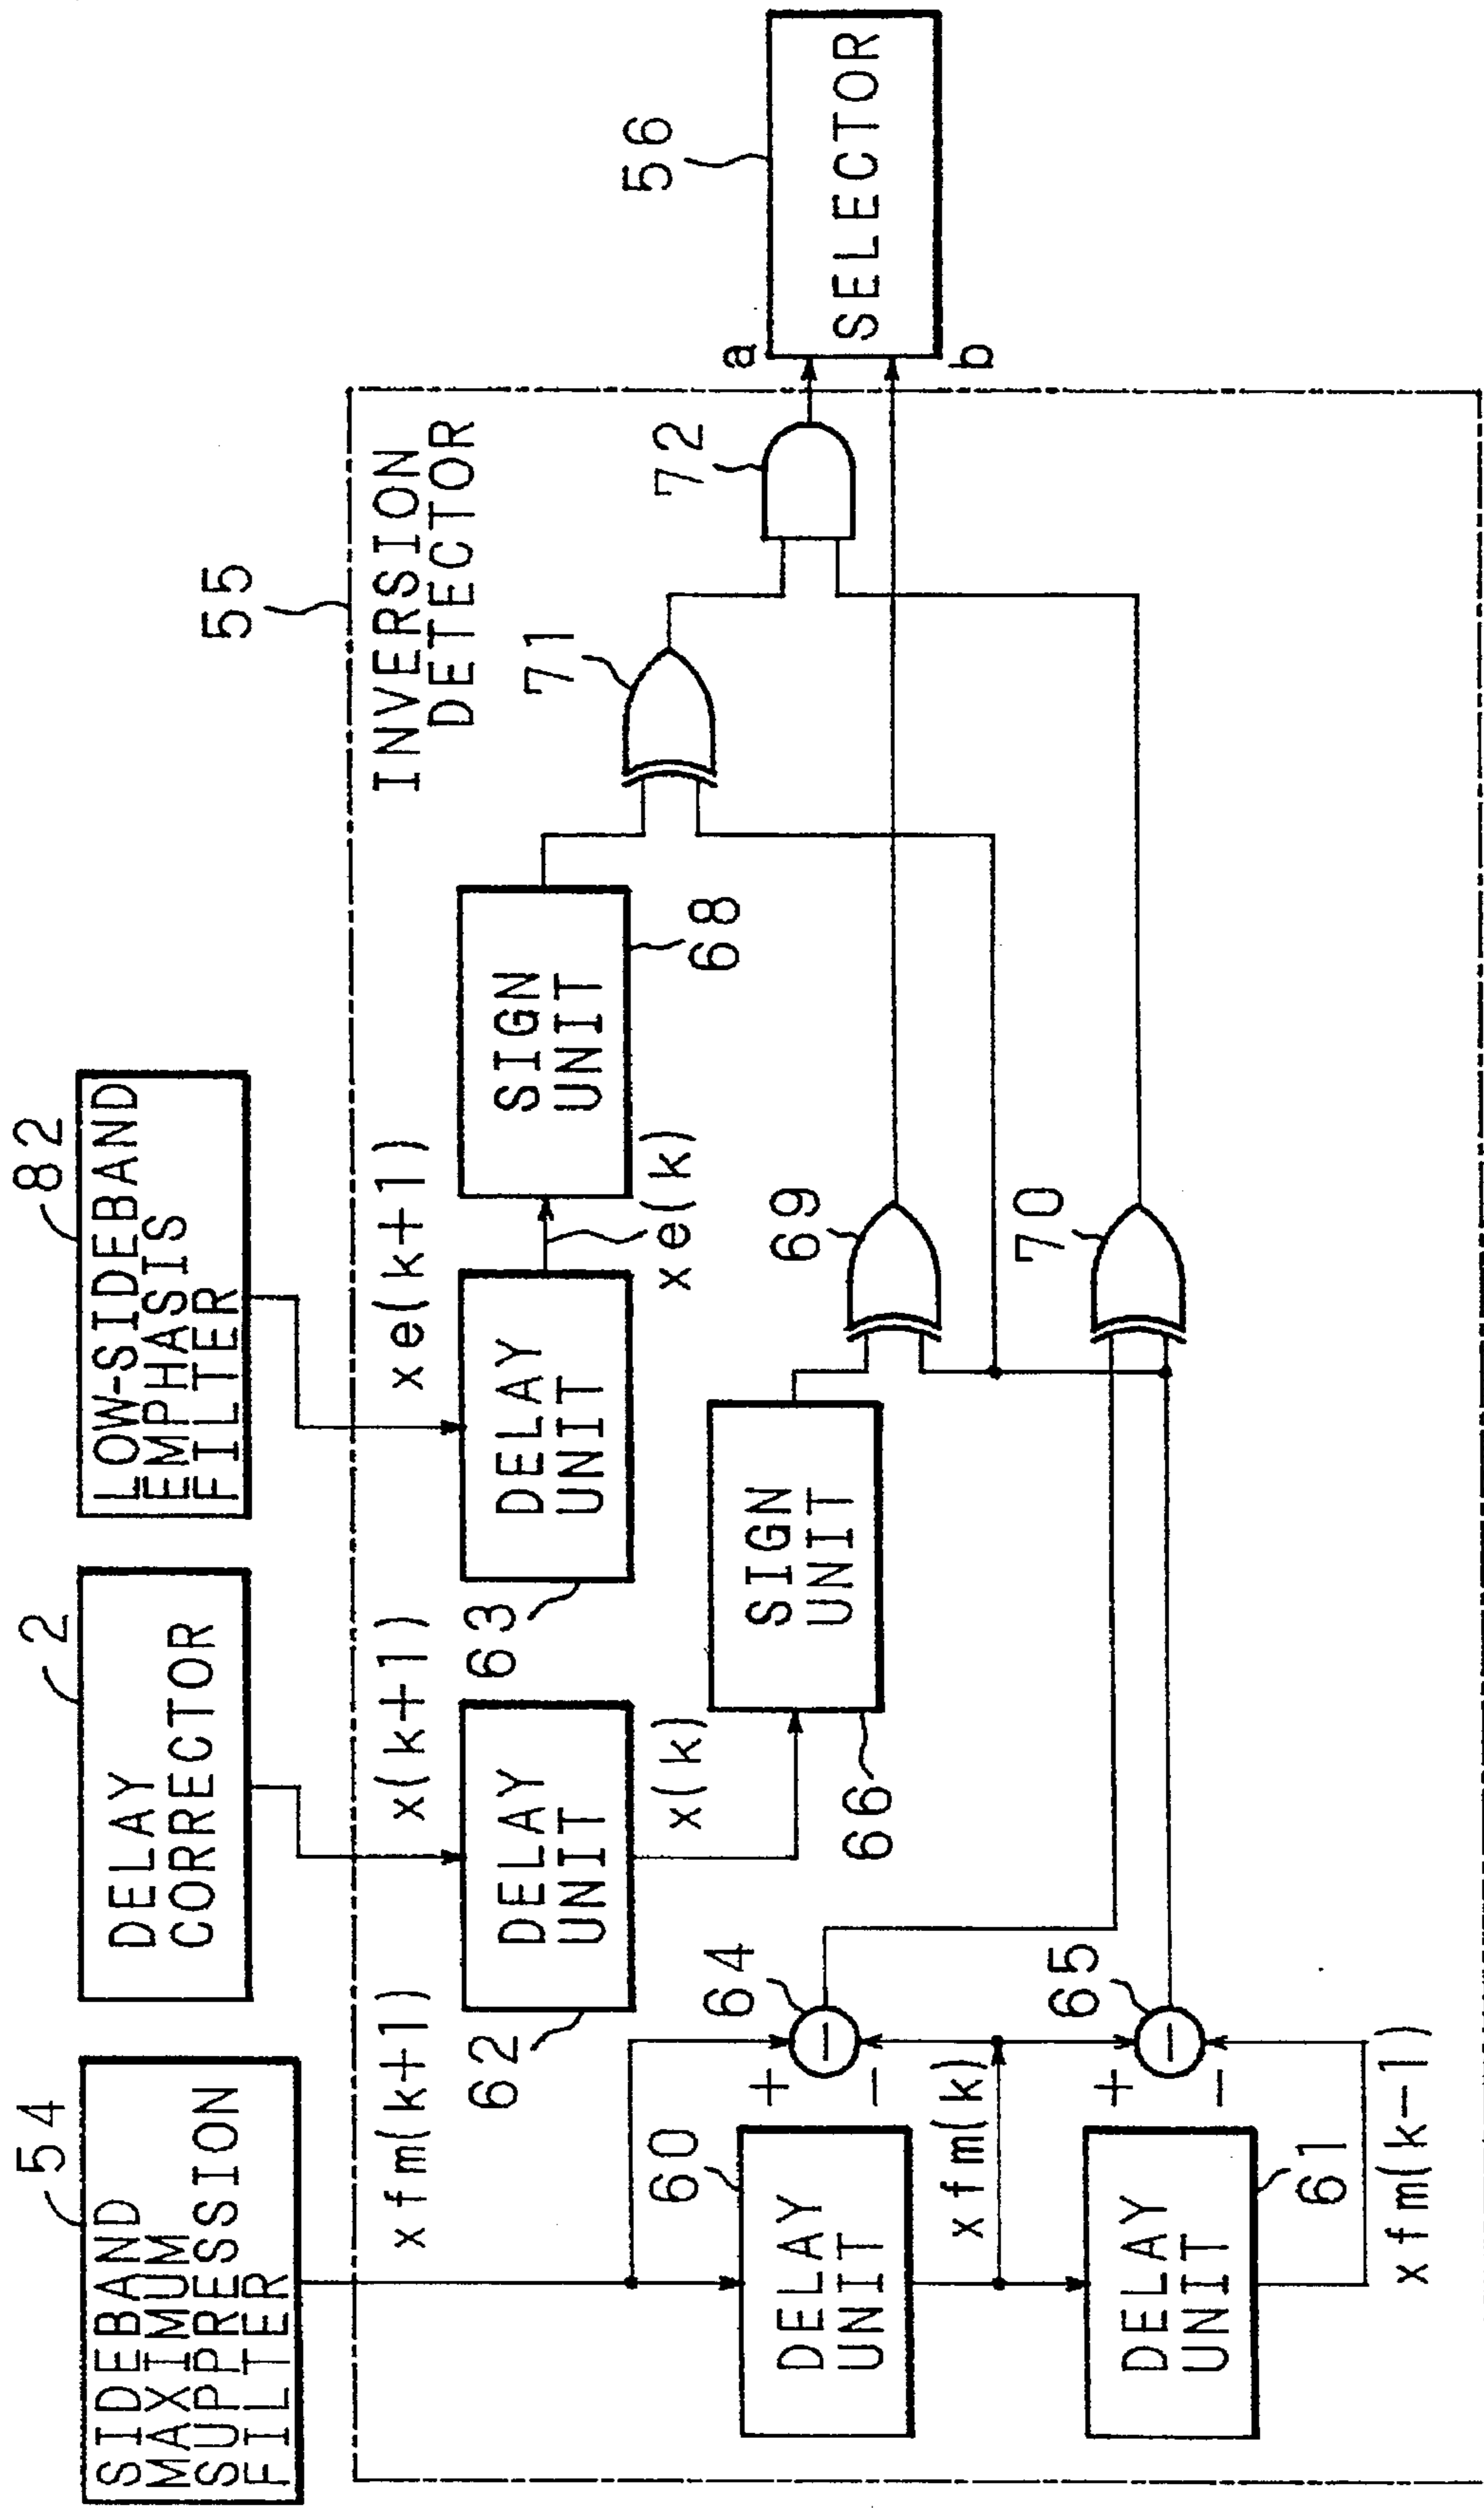 54
SIDEBAND
MAXIMUM
SUPPRESSION
FILTER
2
DELAY
CORRECTOR
82
LOW-SIDEBAND
EMPHASIS
FILTER
55
INVERSION
DETECTOR
xfm(k+1)
x(k+1)
xe(k+1)
62
DELAY
UNIT
63
DELAY
UNIT
xe(k)
SIGN
UNIT
68
71
72
56
a
SELECTOR
b
x(k)
60
DELAY
UNIT
xfm(k)
64
+
−
−
66
SIGN
UNIT
69
61
DELAY
UNIT
xfm(k−1)
65
+
−
−
70